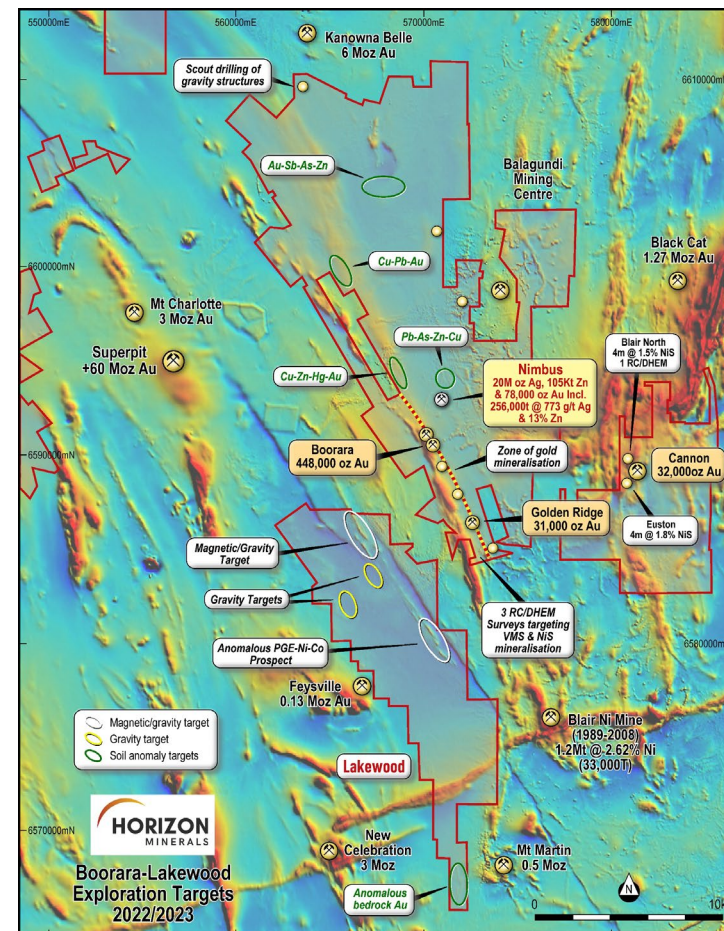 550000mE
560000mE
570000mE
580000mE
Kanowna Belle
6 Moz Au
Scout drilling of
gravity structures
6610000mN
Au-Sb-As-Zn
Balagundi
Mining
Centre
Black Cat
1.27 Moz Au
Cu-Pb-Au
6600000mN
Mt Charlotte
3 Moz Au
Superpit
+60 Moz Au
Pb-As-Zn-Cu
Blair North
4m @ 1.5% NiS
1 RC/DHEM
Cu-Zn-Hg-Au
Nimbus
20M oz Ag, 105Kt Zn
& 78,000 oz Au Incl.
256,000t @ 773 g/t Ag
& 13% Zn
Boorara
448,000 oz Au
Zone of gold
mineralisation
Cannon
32,000oz Au
6590000mN
Golden Ridge
31,000 oz Au
Euston
4m @ 1.8% NiS
Magnetic/Gravity
Target
Gravity Targets
3 RC/DHEM
Surveys targeting
VMS & NiS
mineralisation
Anomalous PGE-Ni-Co
Prospect
6580000mN
Feysville
0.13 Moz Au
Magnetic/gravity target
Gravity target
Soil anomaly targets
Blair Ni Mine
(1989-2008)
1.2Mt @ 2.62% Ni
(33,000T)
Lakewood
HORIZON
MINERALS
6570000mN
New
Celebration
3 Moz
Mt Martin
0.5 Moz
Boorara-Lakewood
Exploration Targets
2022/2023
Anomalous
bedrock Au
N
0